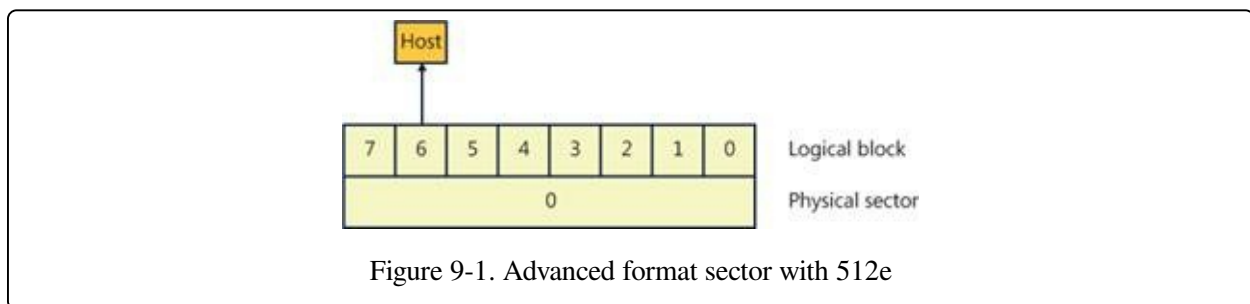 Host
7 6 5 4 3 2 1 0 Logical block
0 Physical sector
Figure 9-1. Advanced format sector with 512e